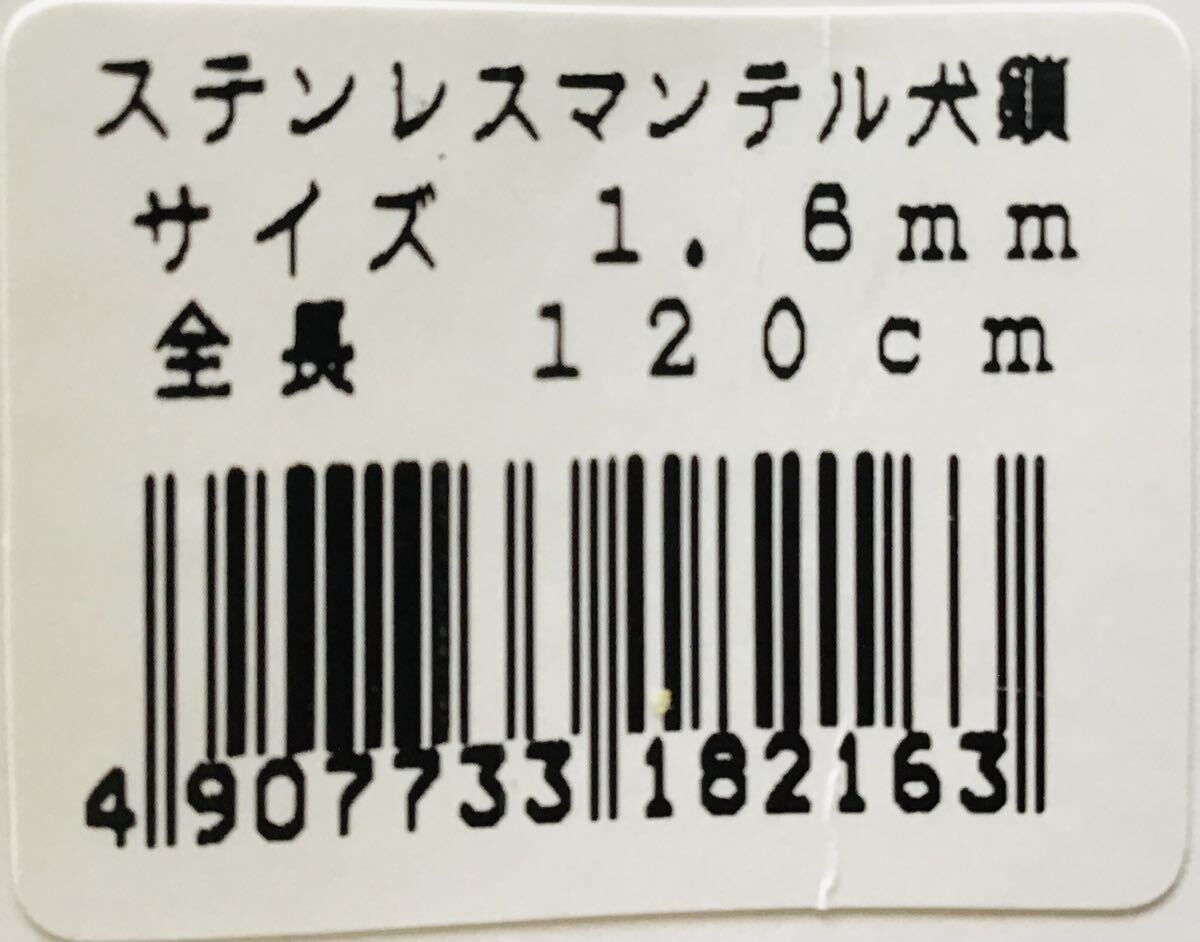 ステンレスマンテル犬鎖
サイズ　1．6mm
全長　120cm
4907733182163